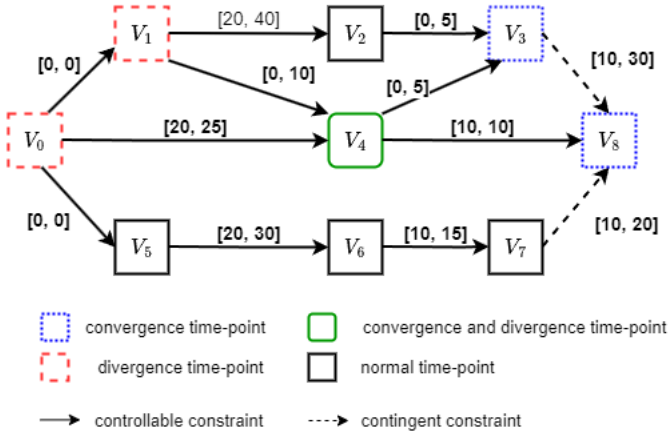 V1 [20, 40] V2 [0, 5] V3
[0, 0] [0, 10] [10, 30]
[0, 5]
V0 [20, 25] V4 [10, 10] V8
[0, 0] [10, 20]
V5 [20, 30] V6 [10, 15] V7
convergence time-point convergence and divergence time-point
divergence time-point normal time-point
controllable constraint contingent constraint